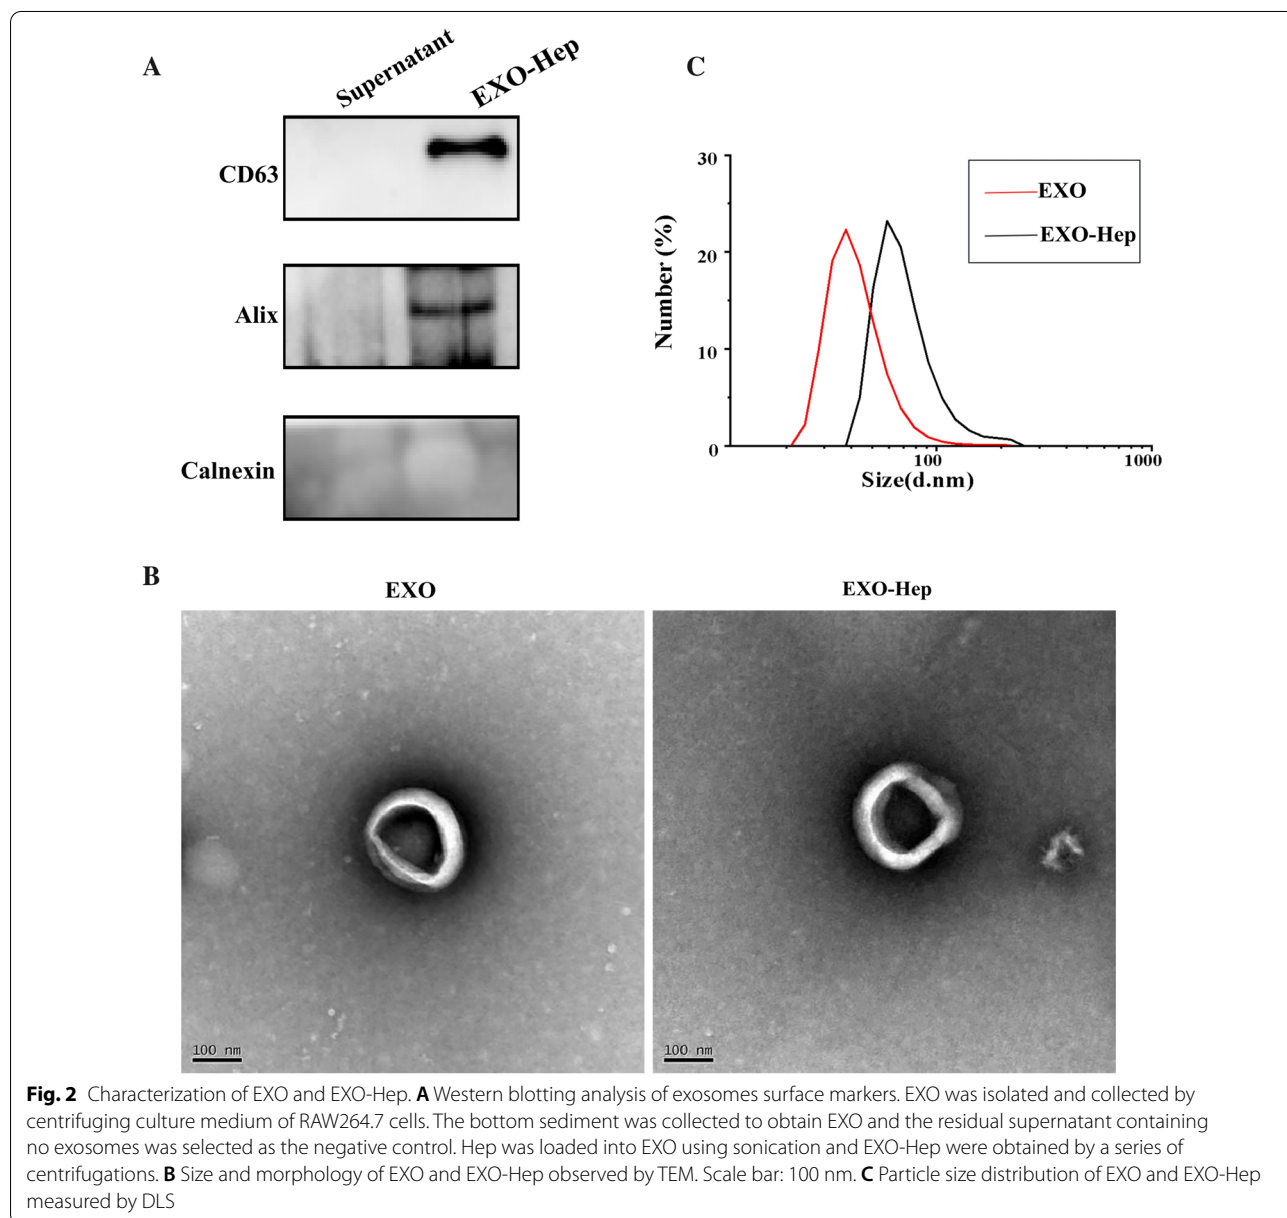 A
Supernatant
EXO-Hep
CD63
Alix
Calnexin
C
30
20
10
0
Number (%)
EXO
EXO-Hep
100
1000
Size(d.nm)
B
EXO
EXO-Hep
100 nm
100 nm
Fig. 2 Characterization of EXO and EXO-Hep. A Western blotting analysis of exosomes surface markers. EXO was isolated and collected by
centrifuging culture medium of RAW264.7 cells. The bottom sediment was collected to obtain EXO and the residual supernatant containing
no exosomes was selected as the negative control. Hep was loaded into EXO using sonication and EXO-Hep were obtained by a series of
centrifugations. B Size and morphology of EXO and EXO-Hep observed by TEM. Scale bar: 100 nm. C Particle size distribution of EXO and EXO-Hep
measured by DLS